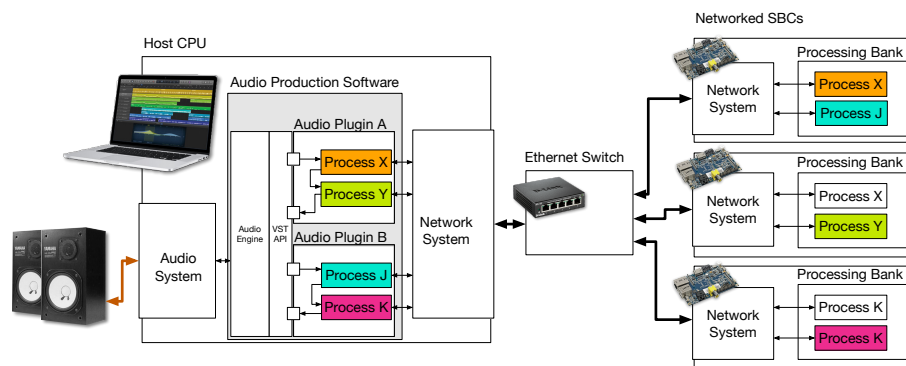 Networked SBCs
Host CPU
Processing Bank
Network
System
Process X
Process J
Audio Production Software
Audio Plugin A
Process X
Process Y
Audio
Engine
VST
API
Audio Plugin B
Process J
Process K
Network
System
Audio
System
YAMAHA
Ethernet Switch
D-Link
Processing Bank
Network
System
Process X
Process Y
Processing Bank
Network
System
Process K
Process K